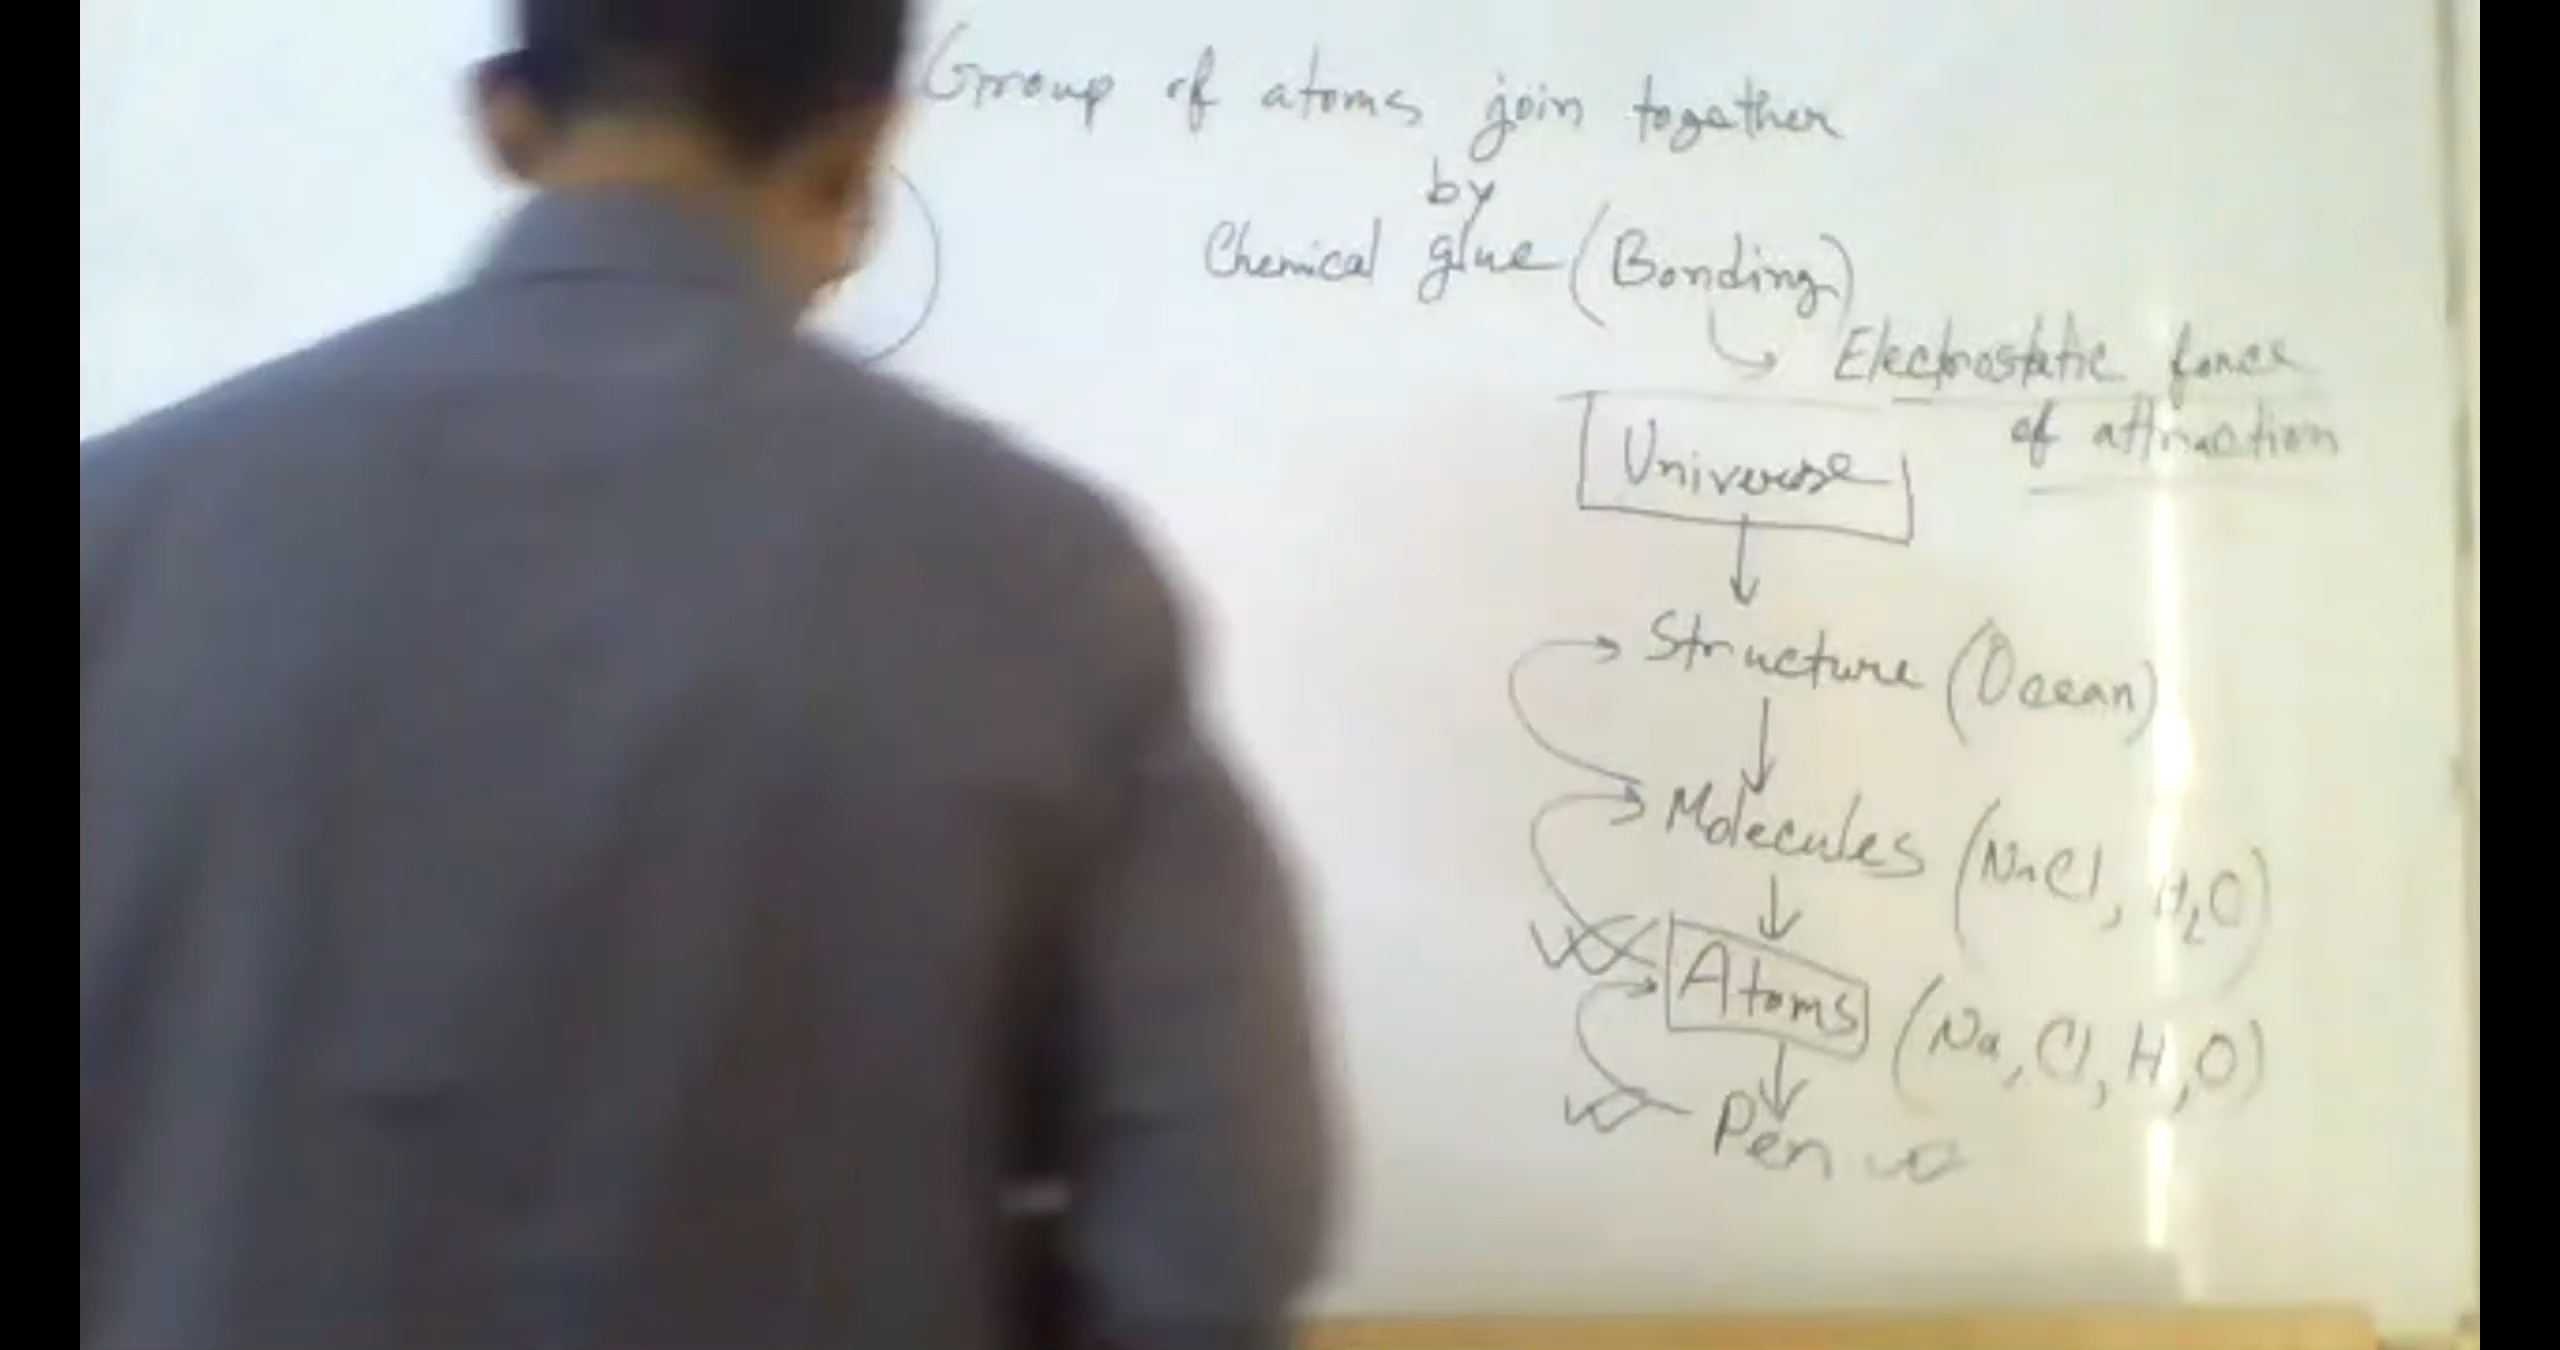 Group of atoms join together
by
Chemical glue (Bonding)
Electrostatic force
of attraction
Universe
Structure (Ocean)
Molecules (NaCl, H₂O)
Atoms (Na, Cl, H, O)
Pen